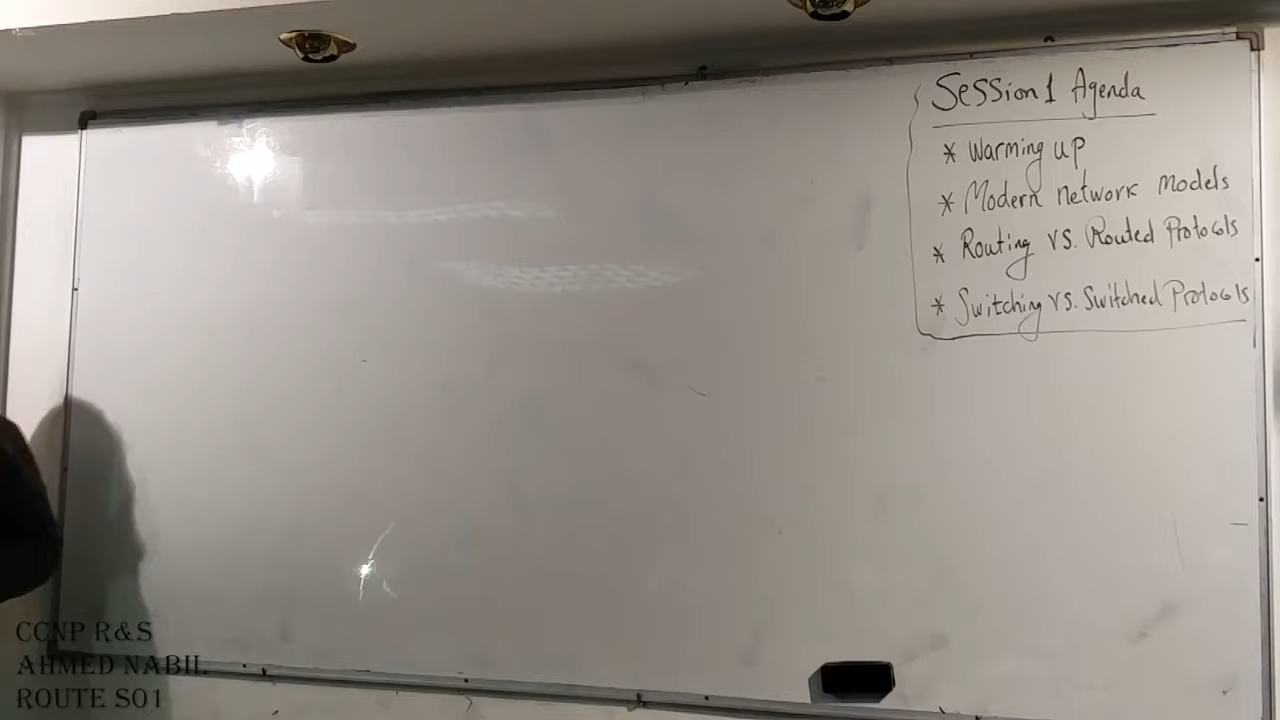 Session 1 Agenda
* Warming up
* Modern network models
* Routing vs. Routed Protocols
* Switching vs. Switched Protocols
CCNP R&S
AHMED NABIL
ROUTE S01